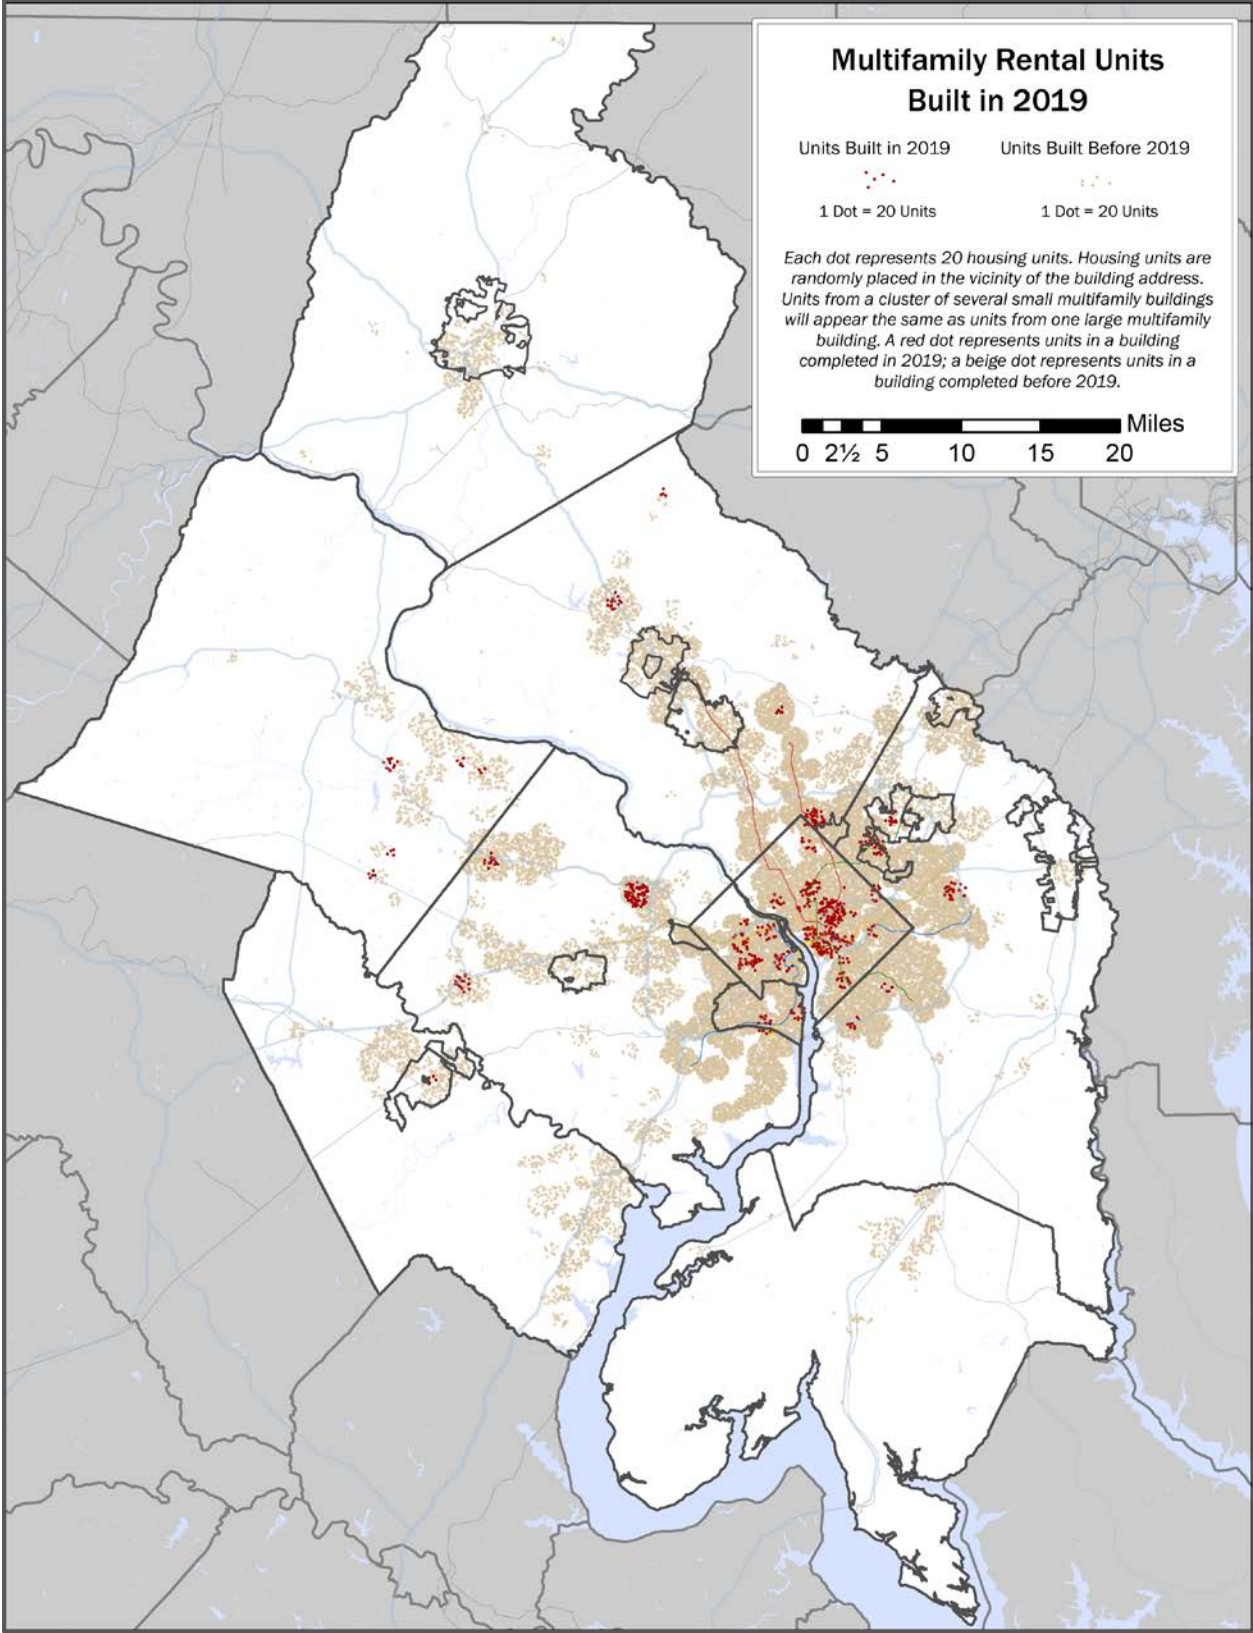 Multifamily Rental Units
Built in 2019
Units Built in 2019
Units Built Before 2019
1 Dot = 20 Units
1 Dot = 20 Units
Each dot represents 20 housing units. Housing units are
randomly placed in the vicinity of the building address.
Units from a cluster of several small multifamily buildings
will appear the same as units from one large multifamily
building. A red dot represents units in a building
completed in 2019; a beige dot represents units in a
building completed before 2019.
Miles
0 2½ 5 10 15 20